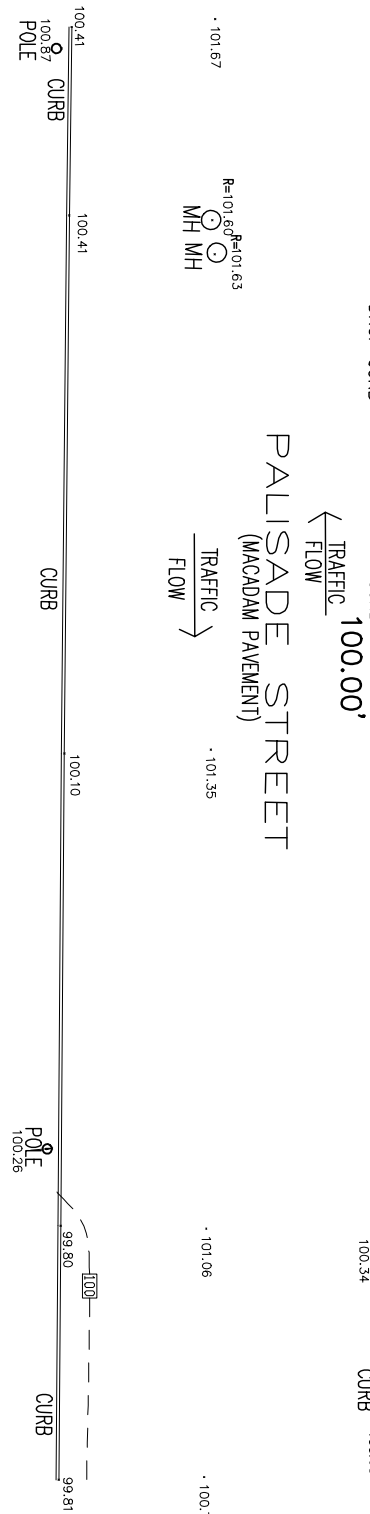 100.41
100.87
POLE
CURB
101.67
100.41
R=101.60
MH
R=101.63
MH
PALISADE STREET
(MACADAM PAVEMENT)
TRAFFIC
FLOW
100.00'
TRAFFIC
FLOW
CURB
100.10
101.35
POLE
100.26
99.80
100
101.06
100.34
CURB
CURB
99.81